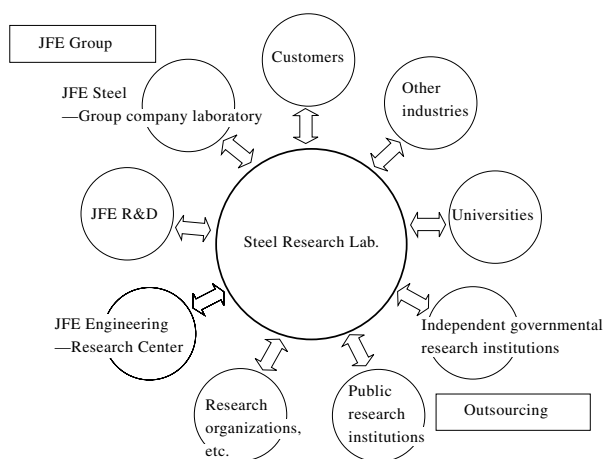 JFE Group
Customers
JFE Steel
—Group company laboratory
Other
industries
JFE R&D
Steel Research Lab.
Universities
JFE Engineering
—Research Center
Independent governmental
research institutions
Research
organizations,
etc.
Public
research
institutions
Outsourcing